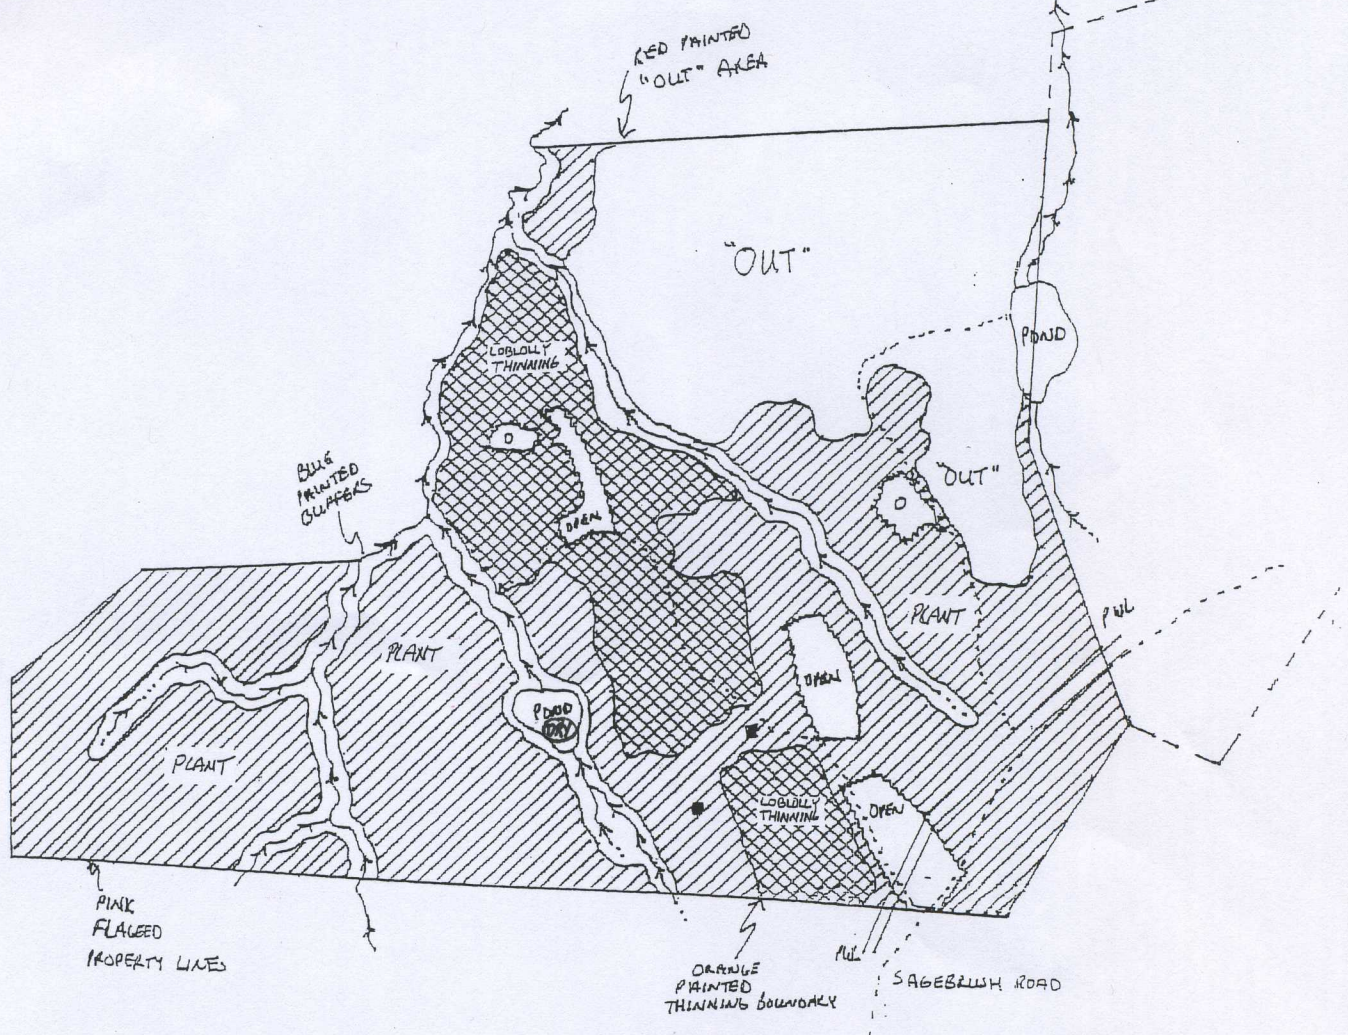 RED PAINTED
"OUT" AREA
"OUT"
POND
LOBLOLLY
THINNING
O
BLUE
PAINTED
BUFFERS
"OUT"
O
OPEN
PLANT
PWL
PLANT
OPEN
POND
DRY
PLANT
OPEN
LOBLOLLY
THINNING
PINK
FLAGGED
PROPERTY LINES
ORANGE
PAINTED
THINNING BOUNDARY
PWL
SAGEBRUSH ROAD